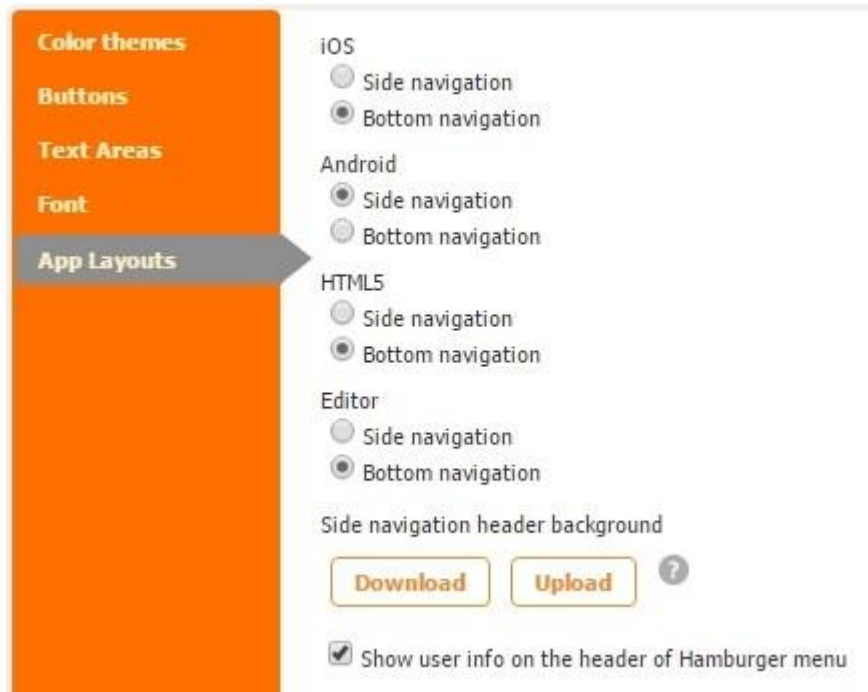 Color themes
Buttons
Text Areas
Font
App Layouts
iOS
Side navigation
Bottom navigation
Android
Side navigation
Bottom navigation
HTML5
Side navigation
Bottom navigation
Editor
Side navigation
Bottom navigation
Side navigation header background
Download Upload ?
Show user info on the header of Hamburger menu